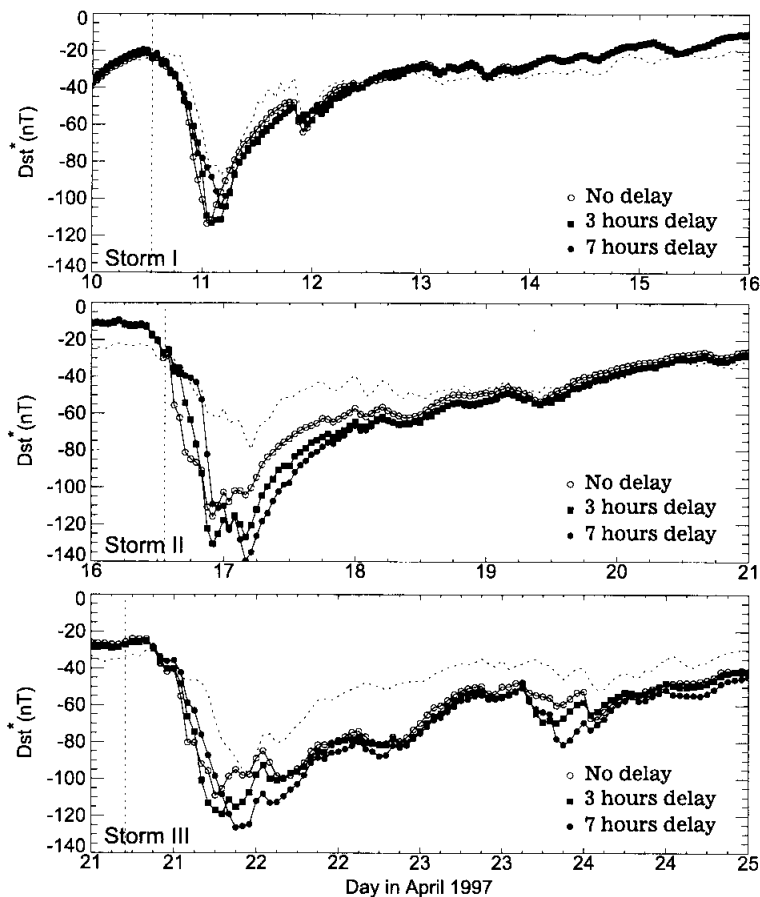 0
-20
-40
-60
-80
-100
-120
-140
Dst* (nT)
No delay
3 hours delay
7 hours delay
Storm I
10 11 12 13 14 15 16
0
-20
-40
-60
-80
-100
-120
-140
Dst* (nT)
No delay
3 hours delay
7 hours delay
Storm II
16 17 18 19 20 21
0
-20
-40
-60
-80
-100
-120
-140
Dst* (nT)
No delay
3 hours delay
7 hours delay
Storm III
21 21 22 22 23 23 24 24 25
Day in April 1997